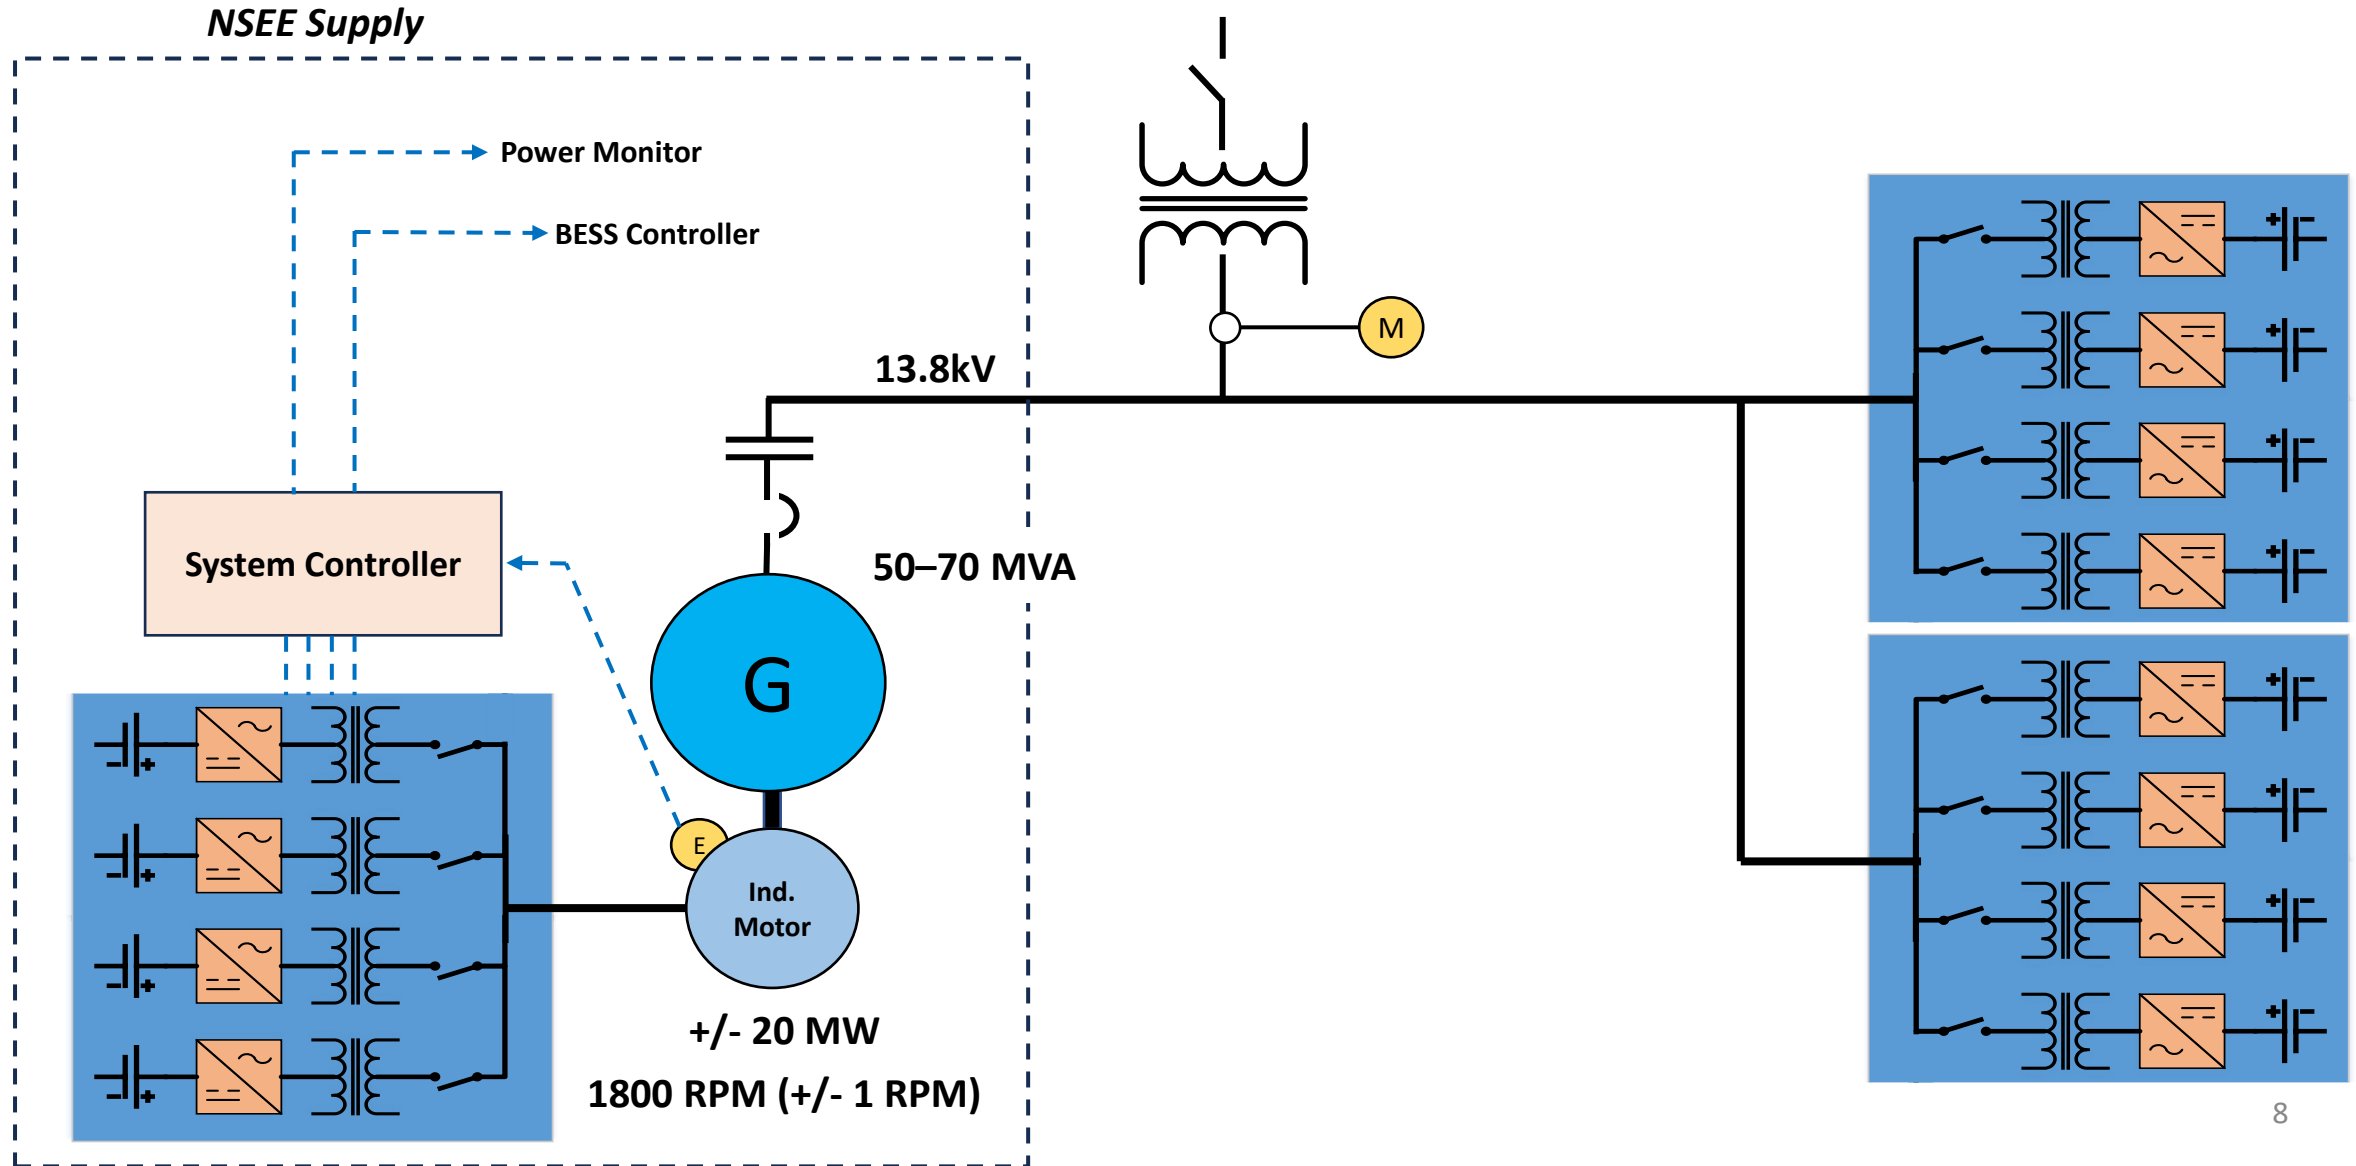 NSEE Supply
Power Monitor
BESS Controller
M
13.8kV
System Controller
50–70 MVA
G
E
Ind.
Motor
+/- 20 MW
1800 RPM (+/- 1 RPM)
8